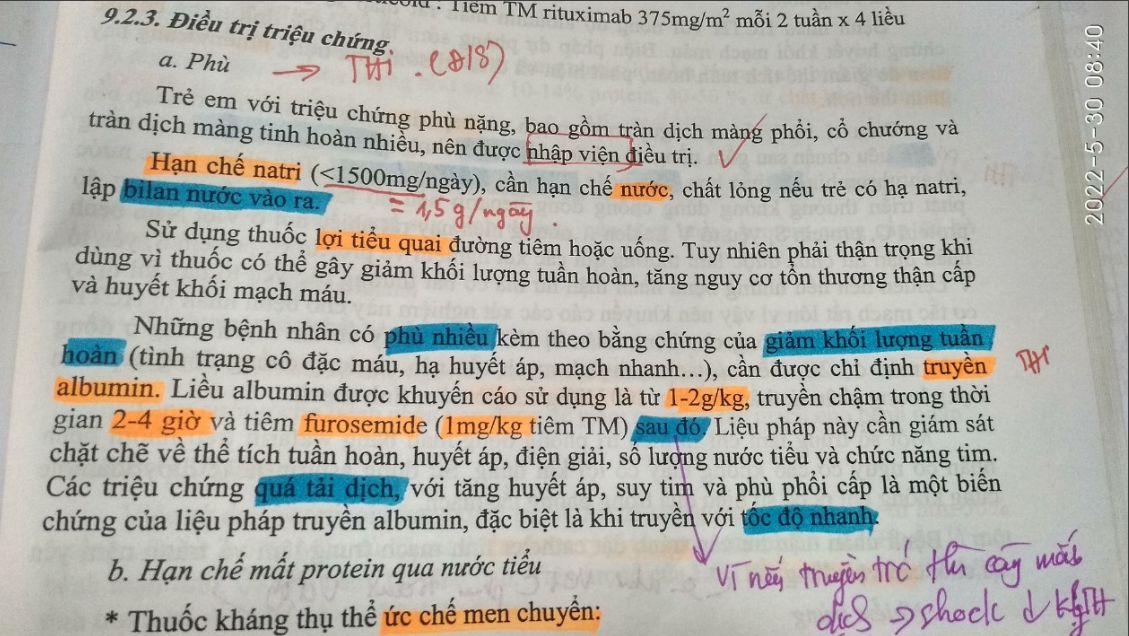 : Tiêm TM rituximab 375mg/m² mỗi 2 tuần x 4 liều
9.2.3. Điều trị triệu chứng.
a. Phù → THi . (Đ18)
Trẻ em với triệu chứng phù nặng, bao gồm tràn dịch màng phổi, cổ chướng và
tràn dịch màng tinh hoàn nhiều, nên được nhập viện điều trị.
Hạn chế natri (<1500mg/ngày), cần hạn chế nước, chất lỏng nếu trẻ có hạ natri,
lập bilan nước vào ra.
= 1,5g/ngày.
Sử dụng thuốc lợi tiểu quai đường tiêm hoặc uống. Tuy nhiên phải thận trọng khi
dùng vì thuốc có thể gây giảm khối lượng tuần hoàn, tăng nguy cơ tổn thương thận cấp
và huyết khối mạch máu.
Những bệnh nhân có phù nhiều kèm theo bằng chứng của giảm khối lượng tuần
hoàn (tình trạng cô đặc máu, hạ huyết áp, mạch nhanh...), cần được chỉ định truyền
THi
albumin. Liều albumin được khuyến cáo sử dụng là từ 1-2g/kg, truyền chậm trong thời
gian 2-4 giờ và tiêm furosemide (1mg/kg tiêm TM) sau đó. Liệu pháp này cần giám sát
chặt chẽ về thể tích tuần hoàn, huyết áp, điện giải, số lượng nước tiểu và chức năng tim.
Các triệu chứng quá tải dịch, với tăng huyết áp, suy tim và phù phổi cấp là một biến
chứng của liệu pháp truyền albumin, đặc biệt là khi truyền với tốc độ nhanh.
b. Hạn chế mất protein qua nước tiểu
Vì nếu truyền trc thì càng mất
dịch → shock ↓ KLTH
* Thuốc kháng thụ thể ức chế men chuyển:
2022-5-30 08:40